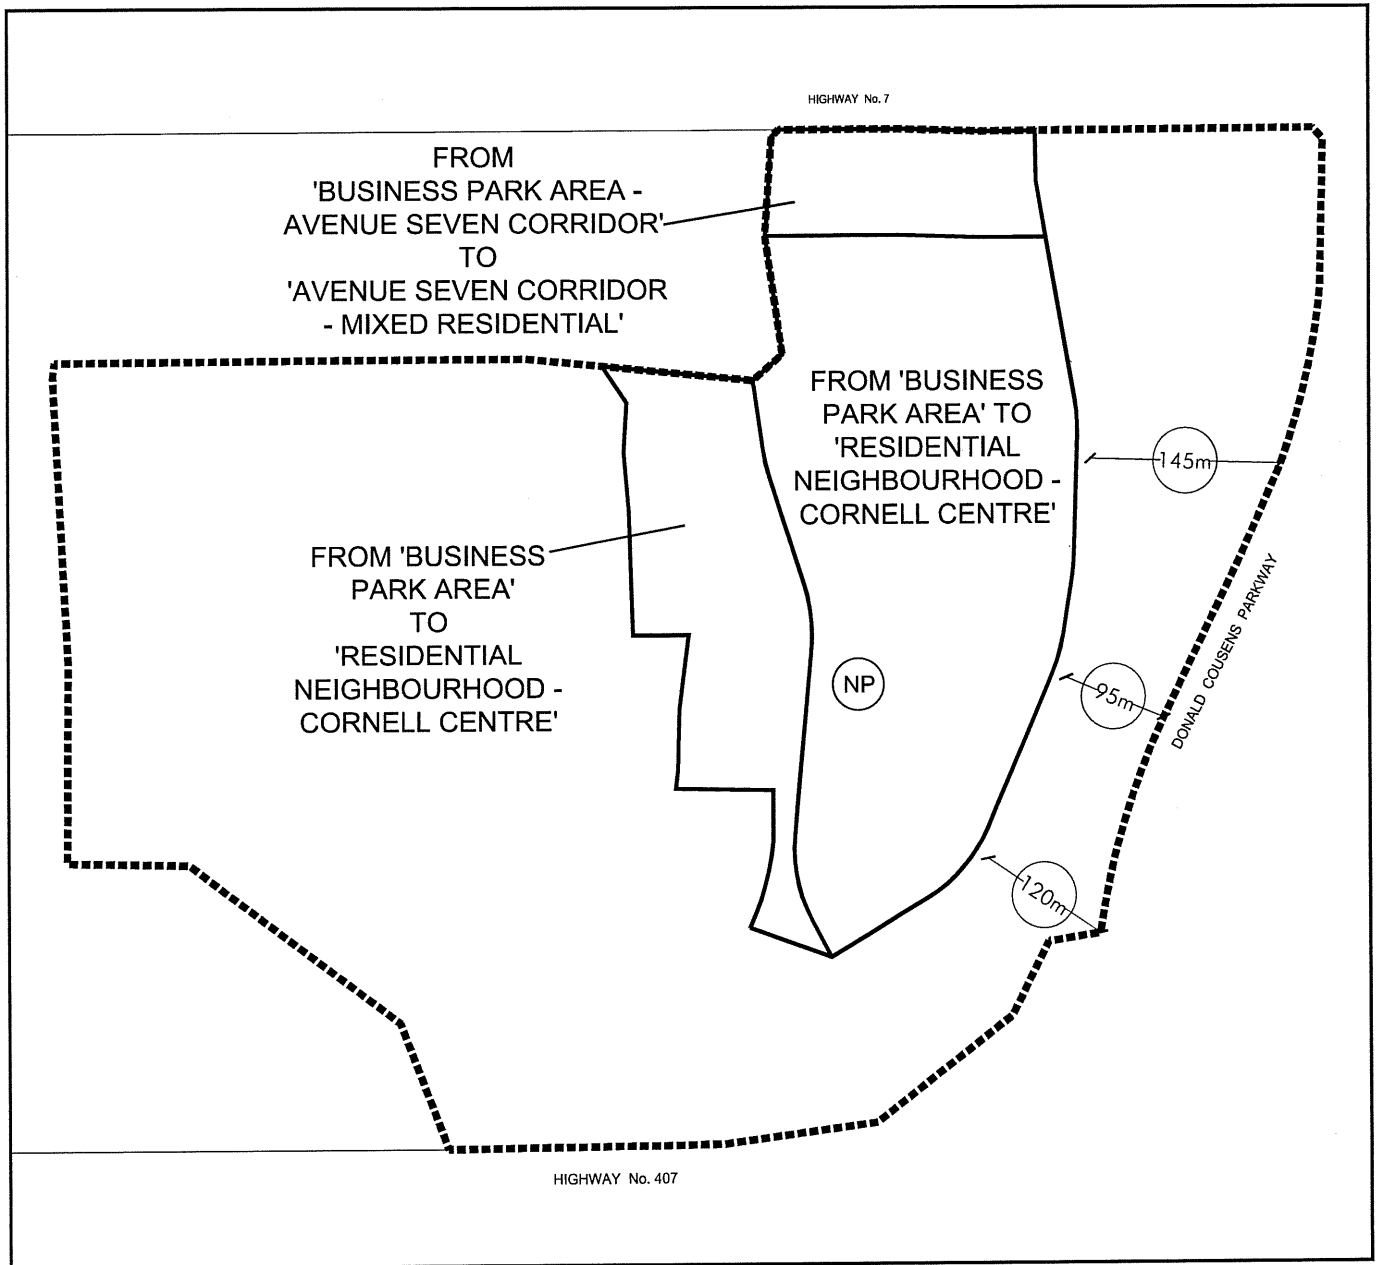 HIGHWAY No. 7
FROM
'BUSINESS PARK AREA -
AVENUE SEVEN CORRIDOR'
TO
'AVENUE SEVEN CORRIDOR
- MIXED RESIDENTIAL'
FROM 'BUSINESS
PARK AREA' TO
'RESIDENTIAL
NEIGHBOURHOOD -
CORNELL CENTRE'
145m
FROM 'BUSINESS
PARK AREA'
TO
'RESIDENTIAL
NEIGHBOURHOOD -
CORNELL CENTRE'
NP
95m
DONALD COUSENS PARKWAY
120m
HIGHWAY No. 407